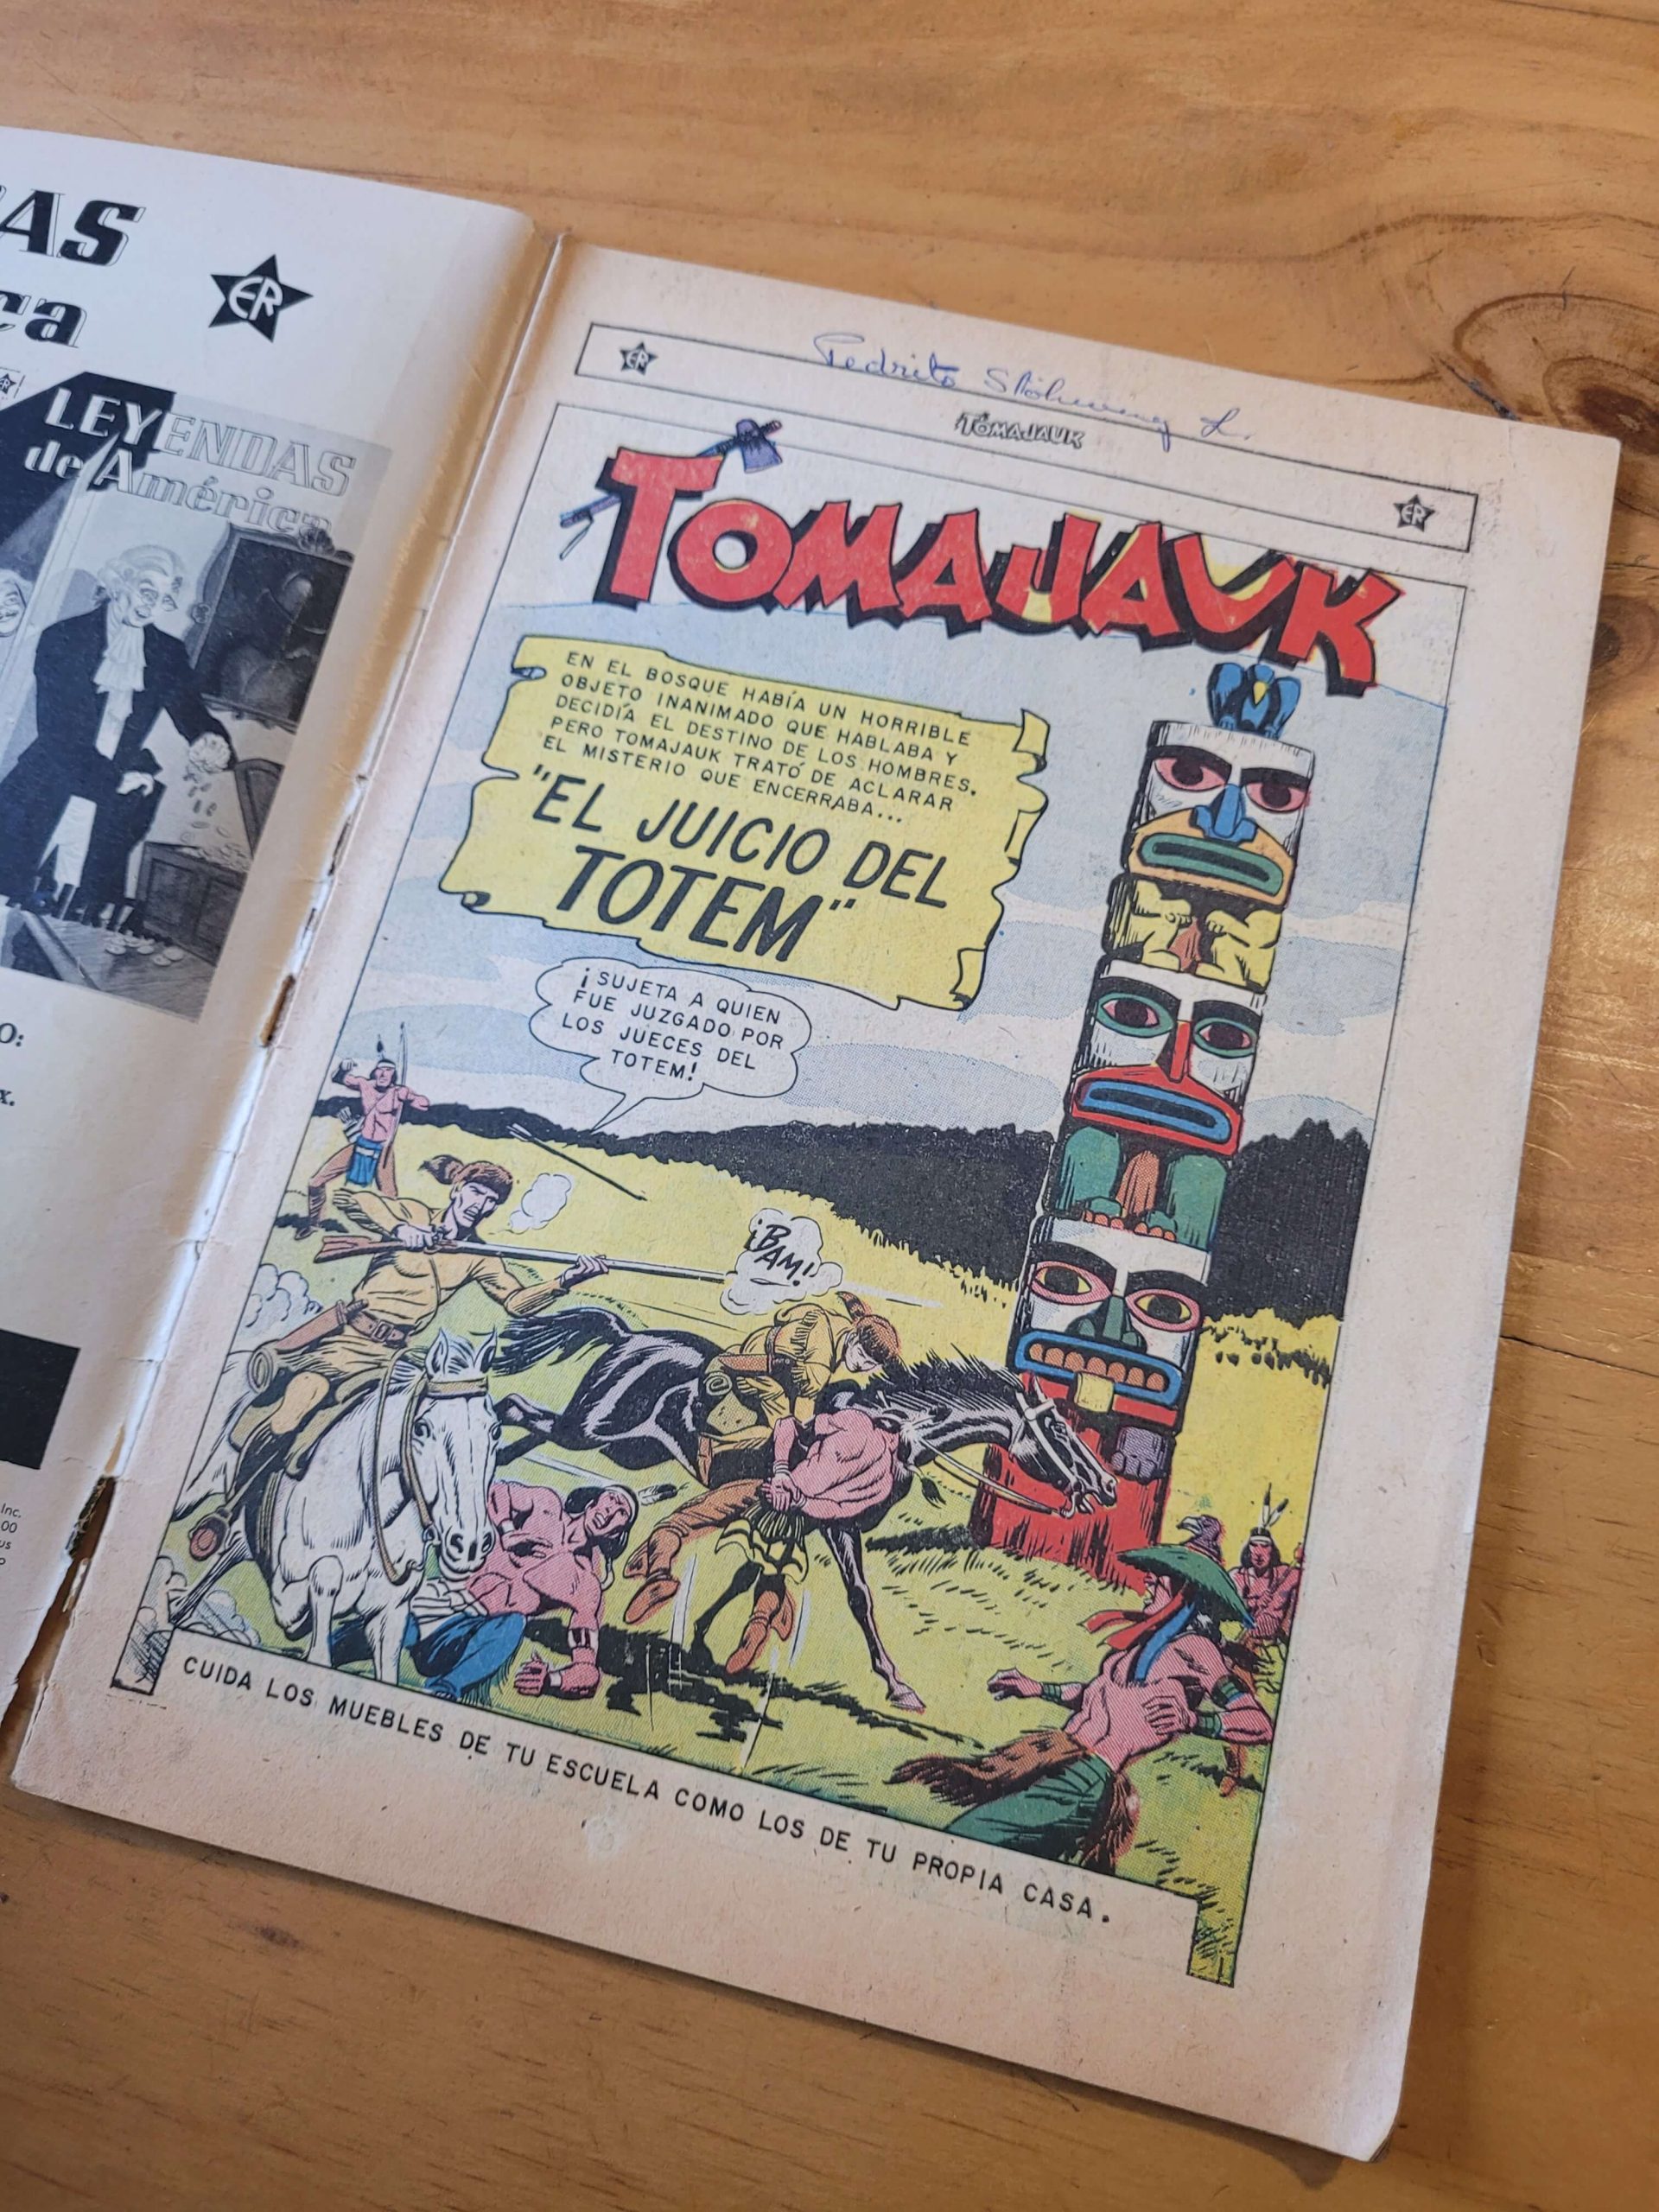 ER
LEYENDAS
de América
O:
x.
Inc.
00
us
o
ER
Pedrito
TOMAJAUK
ER
TOMAJAUK
EN EL BOSQUE HABÍA UN HORRIBLE
OBJETO INANIMADO QUE HABLABA Y
DECIDÍA EL DESTINO DE LOS HOMBRES,
PERO TOMAJAUK TRATÓ DE ACLARAR
EL MISTERIO QUE ENCERRABA...
"EL JUICIO DEL
TOTEM"
¡SUJETA A QUIEN
FUE JUZGADO POR
LOS JUECES DEL
TOTEM!
¡BAM!
CUIDA LOS MUEBLES DE TU ESCUELA COMO LOS DE TU PROPIA CASA.
1